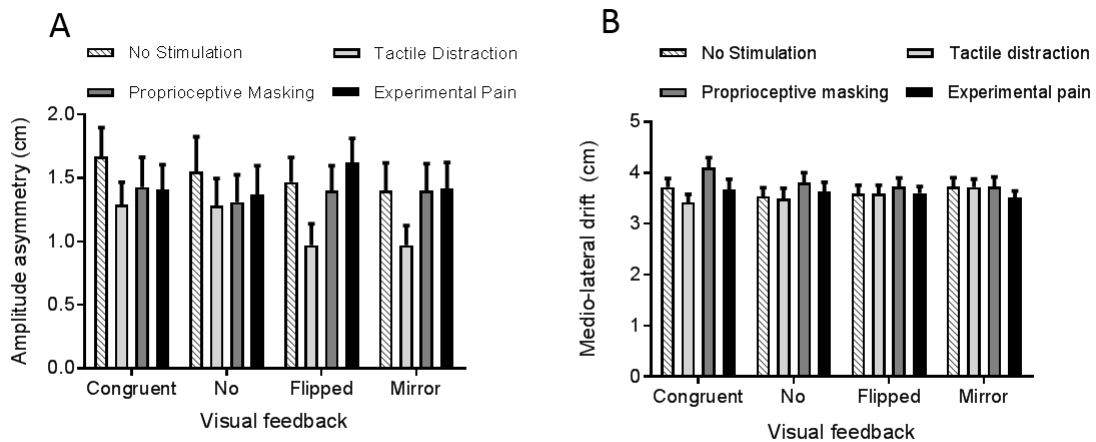 A
No Stimulation
Tactile Distraction
Proprioceptive Masking
Experimental Pain
Amplitude asymmetry (cm)
2.0
1.5
1.0
0.5
0.0
Congruent
No
Flipped
Mirror
Visual feedback
B
No Stimulation
Tactile distraction
Proprioceptive masking
Experimental pain
Medio-lateral drift (cm)
5
4
3
2
1
0
Congruent
No
Flipped
Mirror
Visual feedback